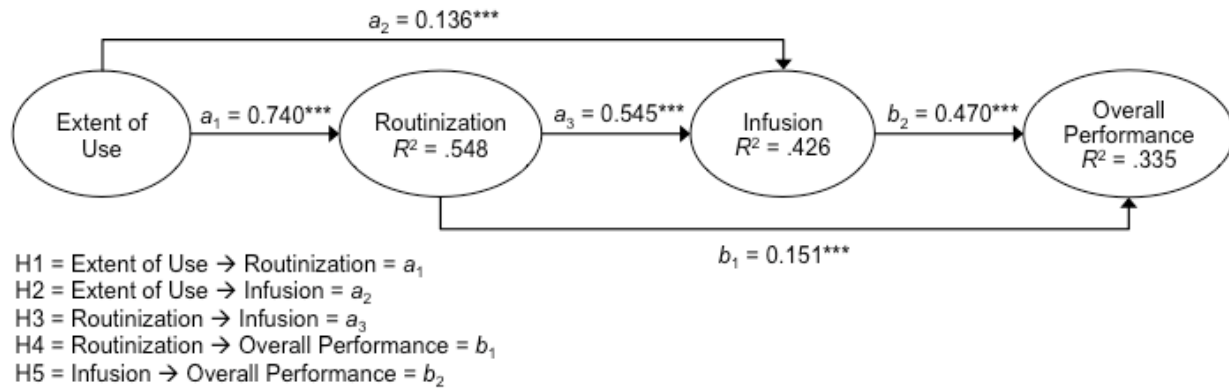 a₂ = 0.136***
Extent of
Use
a₁ = 0.740***
Routinization
R² = .548
a₃ = 0.545***
Infusion
R² = .426
b₂ = 0.470***
Overall
Performance
R² = .335
b₁ = 0.151***
H1 = Extent of Use → Routinization = a₁
H2 = Extent of Use → Infusion = a₂
H3 = Routinization → Infusion = a₃
H4 = Routinization → Overall Performance = b₁
H5 = Infusion → Overall Performance = b₂